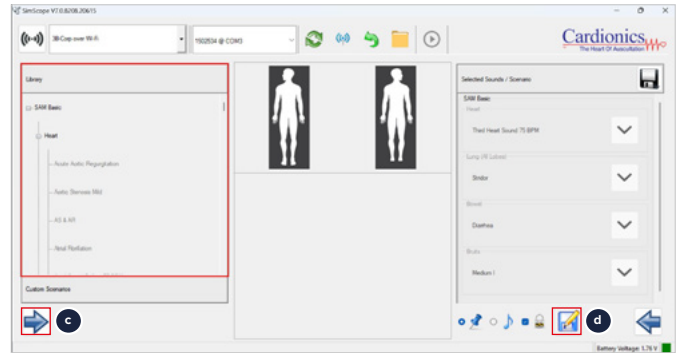 SimScope V7.0.8208.20615
3B Corp over Wi-Fi
1502534 @ COM3
Cardionics
The Heart Of Auscultation
Library
SAM Basic
Heart
Acute Aortic Regurgitation
Aortic Stenosis Mild
AS & AR
Atrial Fibrillation
Custom Scenarios
c
Selected Sounds / Scenario
SAM Basic
Heart
Third Heart Sound 75 BPM
Lung (All Lobes)
Stridor
Bowel
Diarrhea
Bruits
Medium I
d
Battery Voltage: 1.76 V